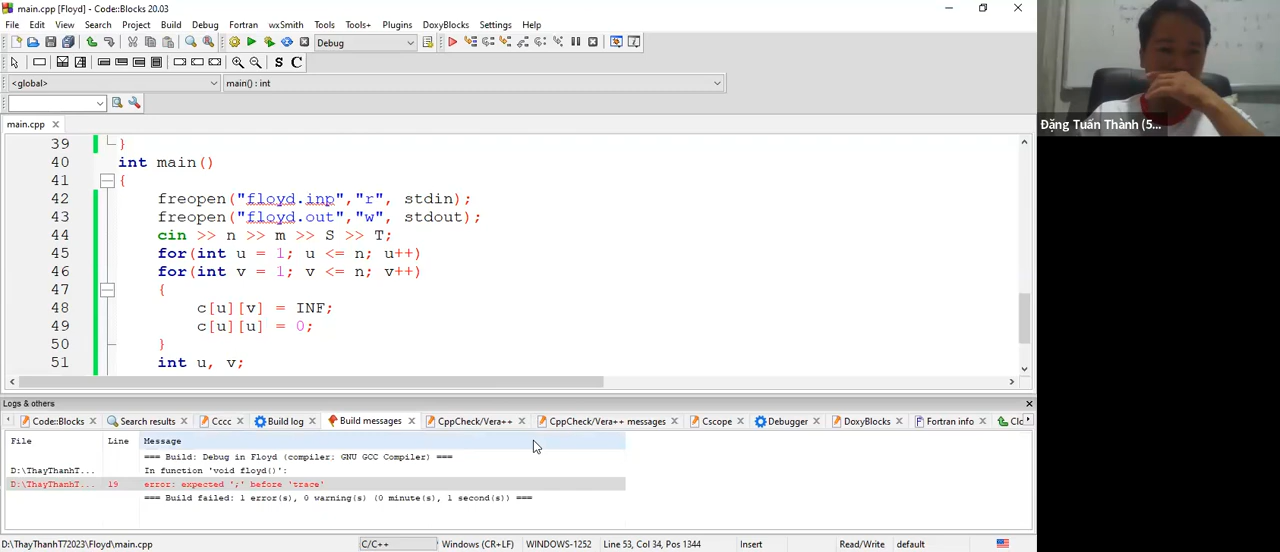 main.cpp [Floyd] - Code::Blocks 20.03
File Edit View Search Project Build Debug Fortran wxSmith Tools Tools+ Plugins DoxyBlocks Settings Help
Debug
S C
<global> main() : int
main.cpp
39 }
40 int main()
41 {
42 freopen("floyd.inp","r", stdin);
43 freopen("floyd.out","w", stdout);
44 cin >> n >> m >> S >> T;
45 for(int u = 1; u <= n; u++)
46 for(int v = 1; v <= n; v++)
47 {
48 c[u][v] = INF;
49 c[u][u] = 0;
50 }
51 int u, v;
Logs & others
Code::Blocks Search results Cccc Build log Build messages CppCheck/Vera++ CppCheck/Vera++ messages Cscope Debugger DoxyBlocks Fortran info Clo
File Line Message
=== Build: Debug in Floyd (compiler: GNU GCC Compiler) ===
D:\ThayThanhT... In function 'void floyd()':
D:\ThayThanhT... 19 error: expected ';' before 'trace'
=== Build failed: 1 error(s), 0 warning(s) (0 minute(s), 1 second(s)) ===
D:\ThayThanhT72023\Floyd\main.cpp C/C++ Windows (CR+LF) WINDOWS-1252 Line 53, Col 34, Pos 1344 Insert Read/Write default
Đặng Tuấn Thành (5...